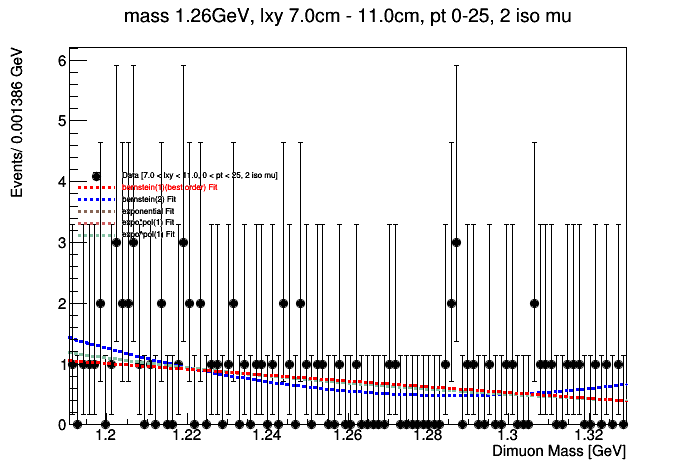 mass 1.26GeV, lxy 7.0cm - 11.0cm, pt 0-25, 2 iso mu
Events/ 0.001386 GeV
6
5
4
3
2
1
0
Data [7.0 < lxy < 11.0, 0 < pt < 25, 2 iso mu]
bernstein(1)(best order) Fit
bernstein(2) Fit
exponential Fit
expo*pol(1) Fit
expo*pol(1) Fit
1.2 1.22 1.24 1.26 1.28 1.3 1.32
Dimuon Mass [GeV]